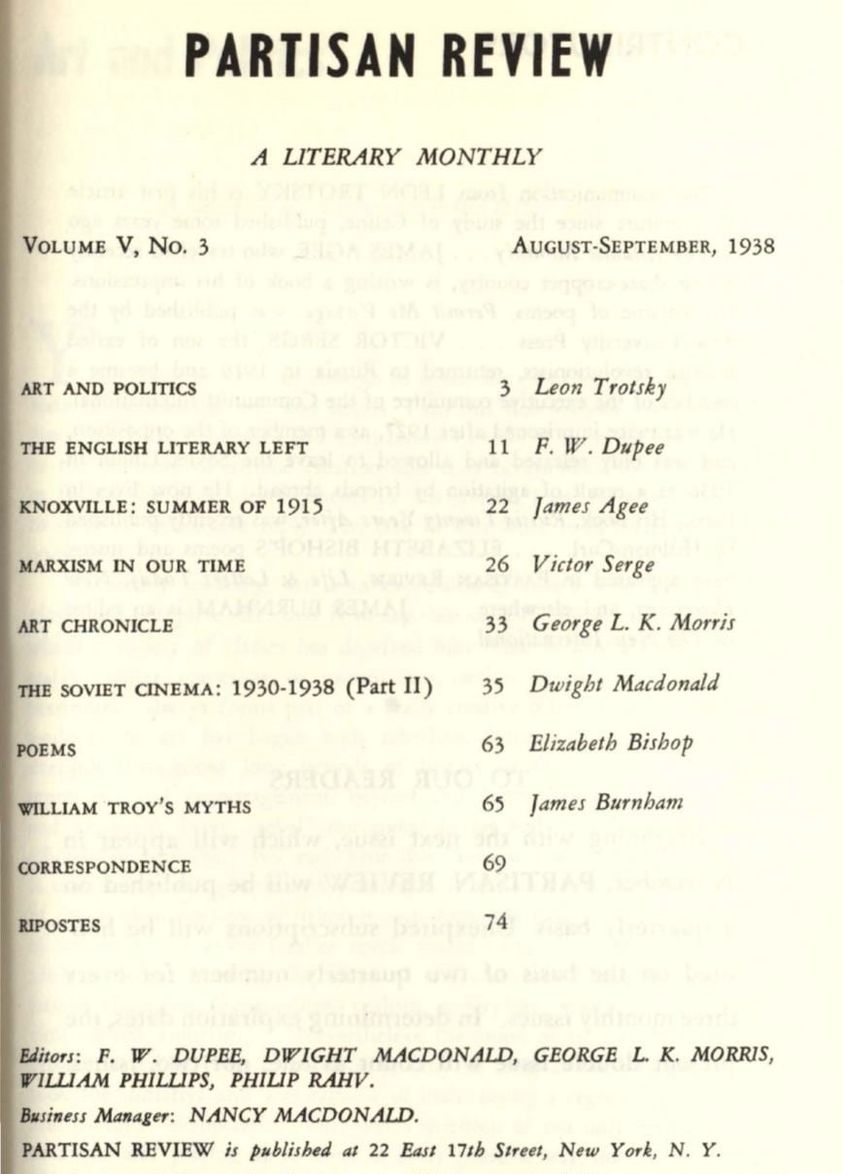 PARTISAN REVIEW
A LITERARY MONTHLY
VOLUME V, NO. 3 AUGUST-SEPTEMBER, 1938
ART AND POLITICS 3 Leon Trotsky
THE ENGLISH LITERARY LEFT 11 F. W. Dupee
KNOXVILLE: SUMMER OF 1915 22 James Agee
MARXISM IN OUR TIME 26 Victor Serge
ART CHRONICLE 33 George L. K. Morris
THE SOVIET CINEMA: 1930-1938 (Part II) 35 Dwight Macdonald
POEMS 63 Elizabeth Bishop
WILLIAM TROY'S MYTHS 65 James Burnham
CORRESPONDENCE 69
RIPOSTES 74
Editors: F. W. DUPEE, DWIGHT MACDONALD, GEORGE L. K. MORRIS,
WILLIAM PHILLIPS, PHILIP RAHV.
Business Manager: NANCY MACDONALD.
PARTISAN REVIEW is published at 22 East 17th Street, New York, N. Y.